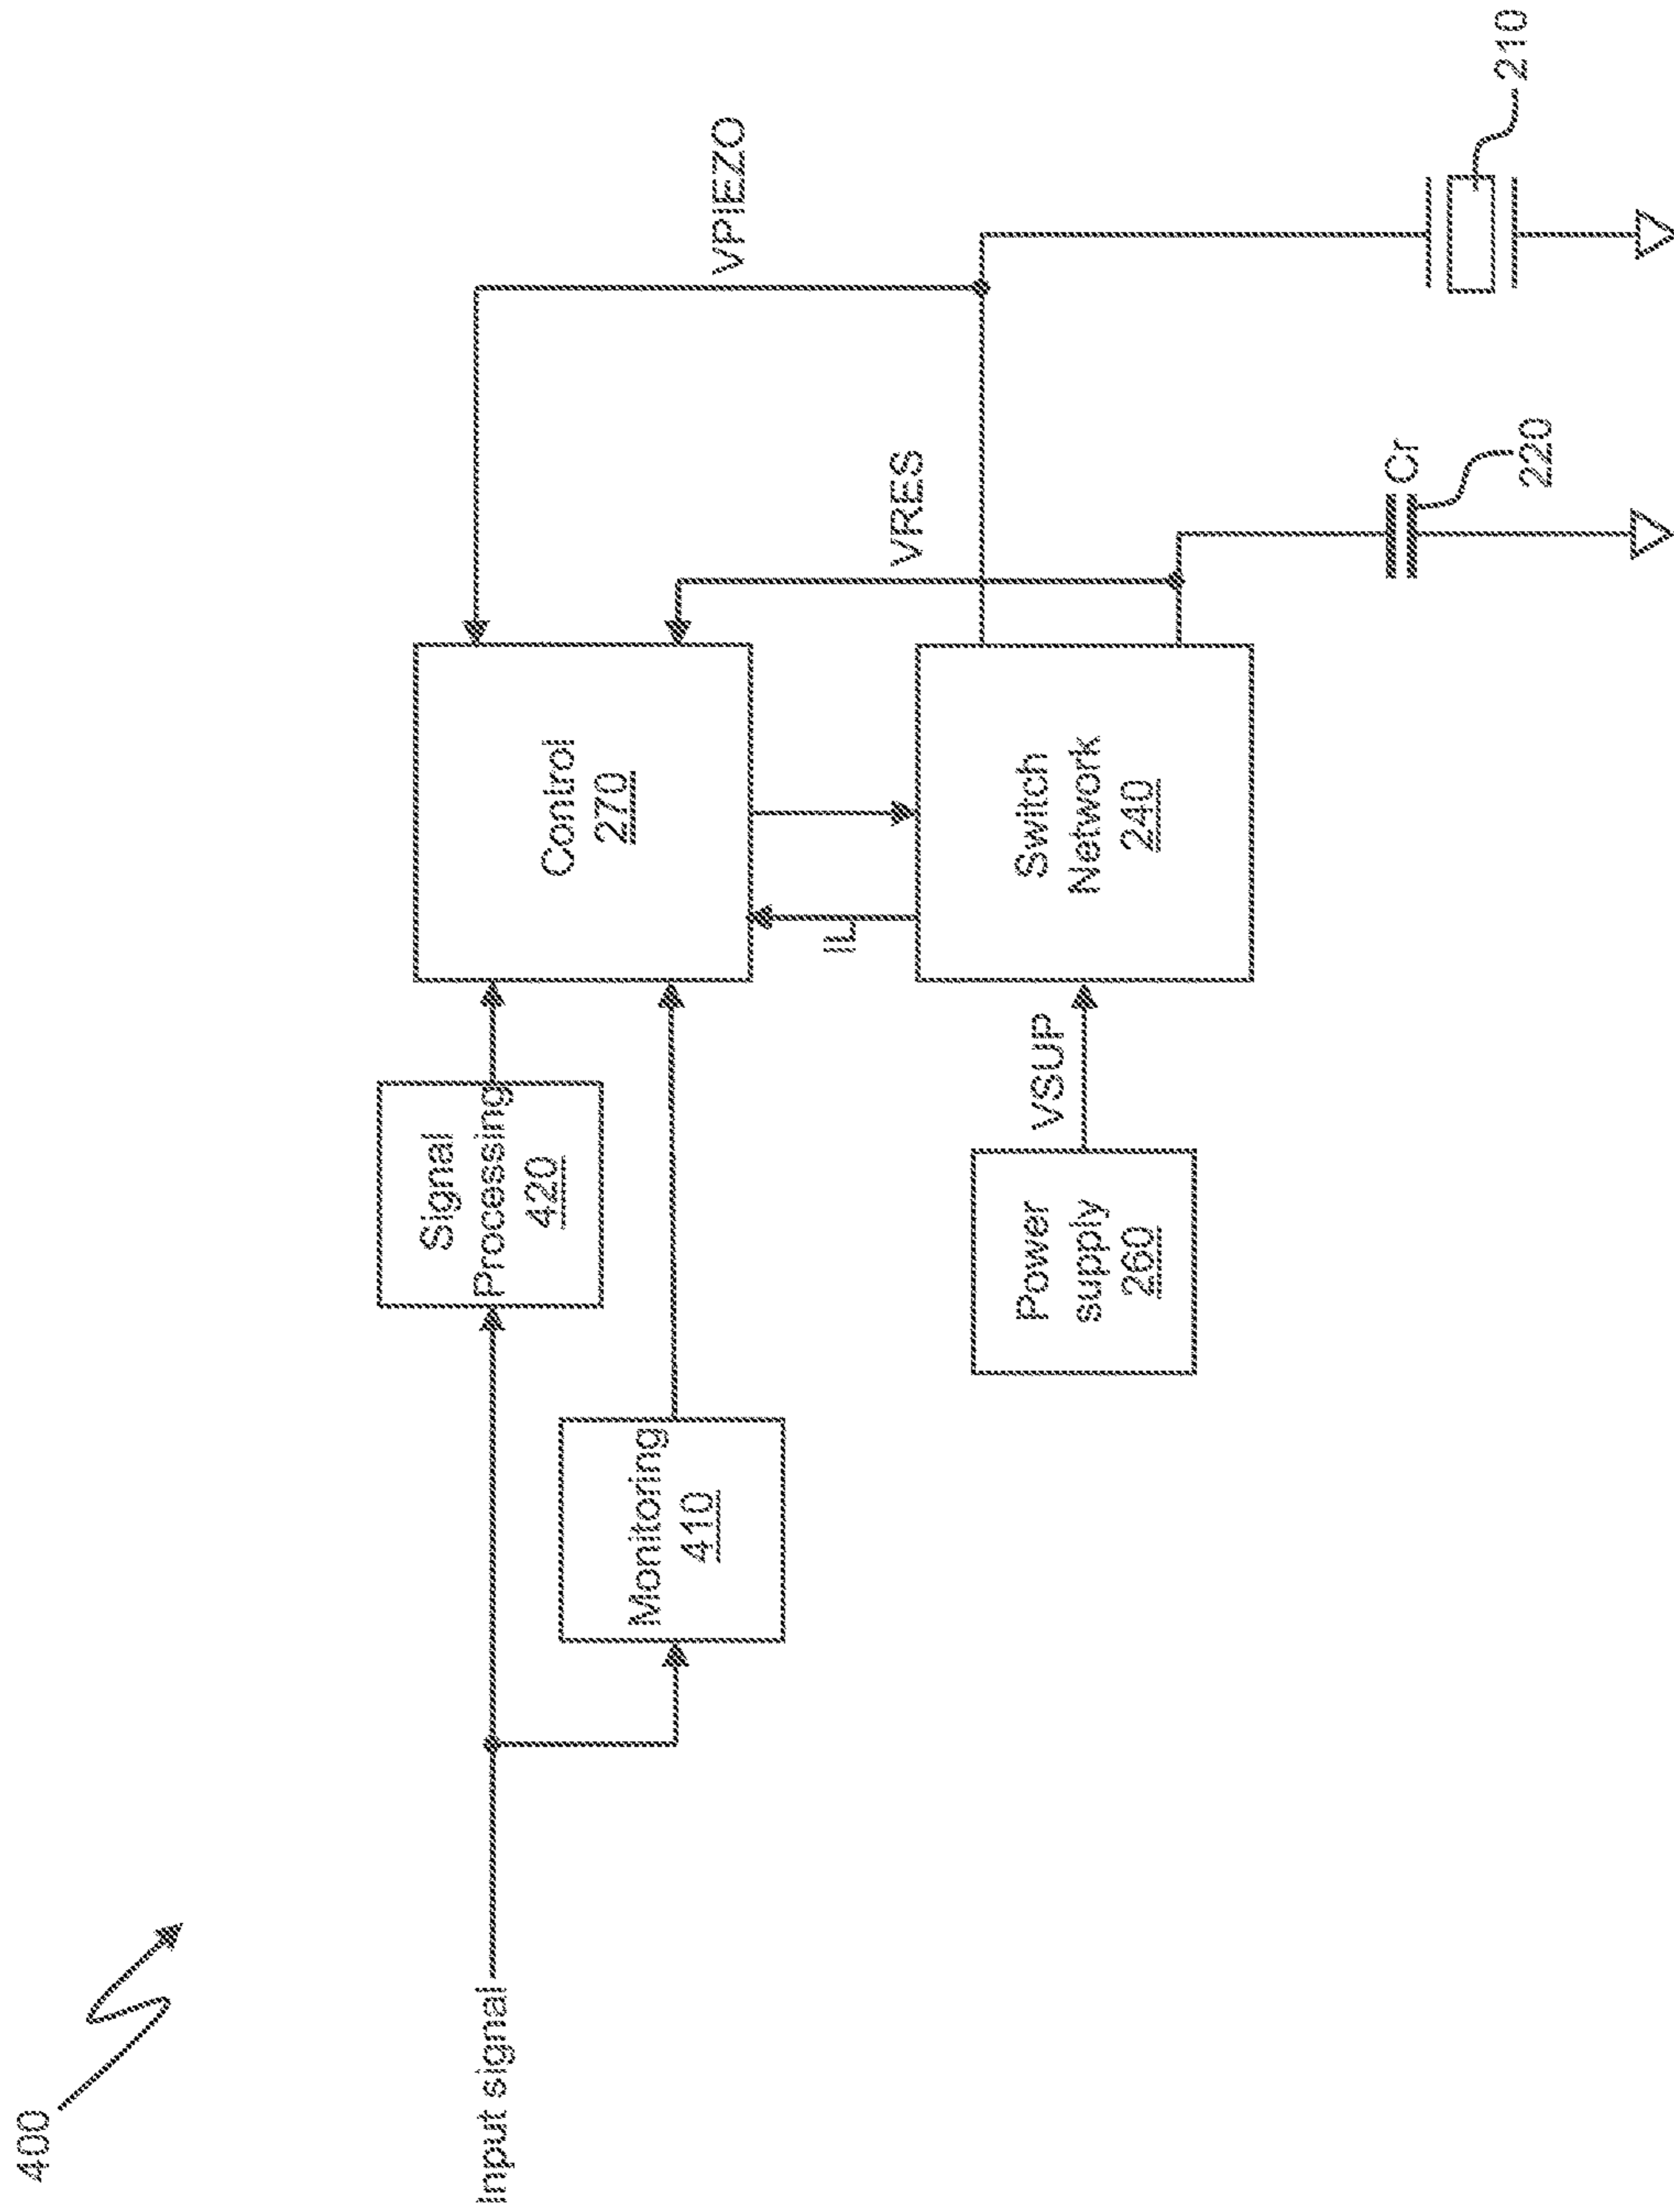 400
Input signal
Signal
Processing
420
Monitoring
410
Control
270
VPIEZO
VRES
IL
Power
supply
260
VSUP
Switch
Network
240
Cr
220
210